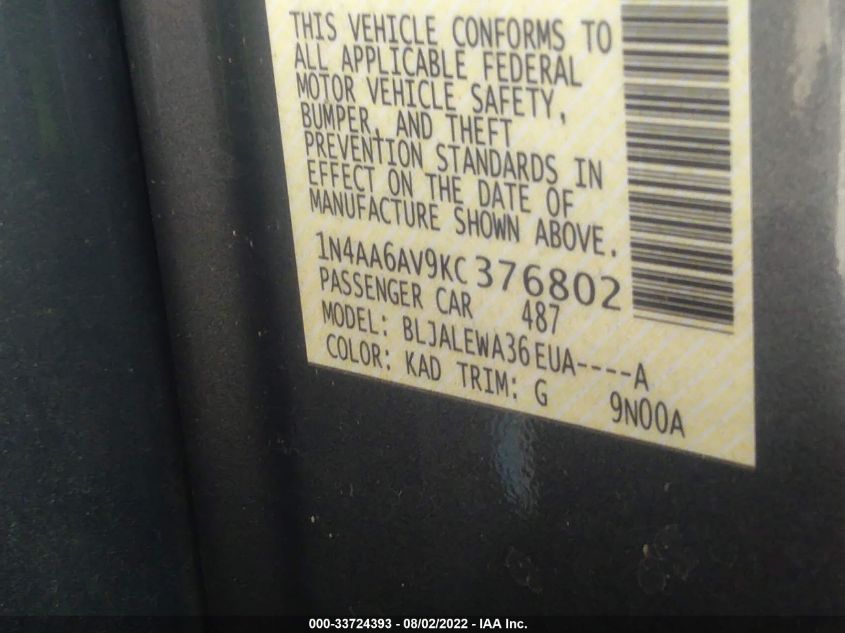 THIS VEHICLE CONFORMS TO
ALL APPLICABLE FEDERAL
MOTOR VEHICLE SAFETY,
BUMPER, AND THEFT
PREVENTION STANDARDS IN
EFFECT ON THE DATE OF
MANUFACTURE SHOWN ABOVE.
1N4AA6AV9KC376802
PASSENGER CAR 487
MODEL: BLJALEWA36EUA----A
COLOR: KAD TRIM: G 9N00A
000-33724393 - 08/02/2022 - IAA Inc.